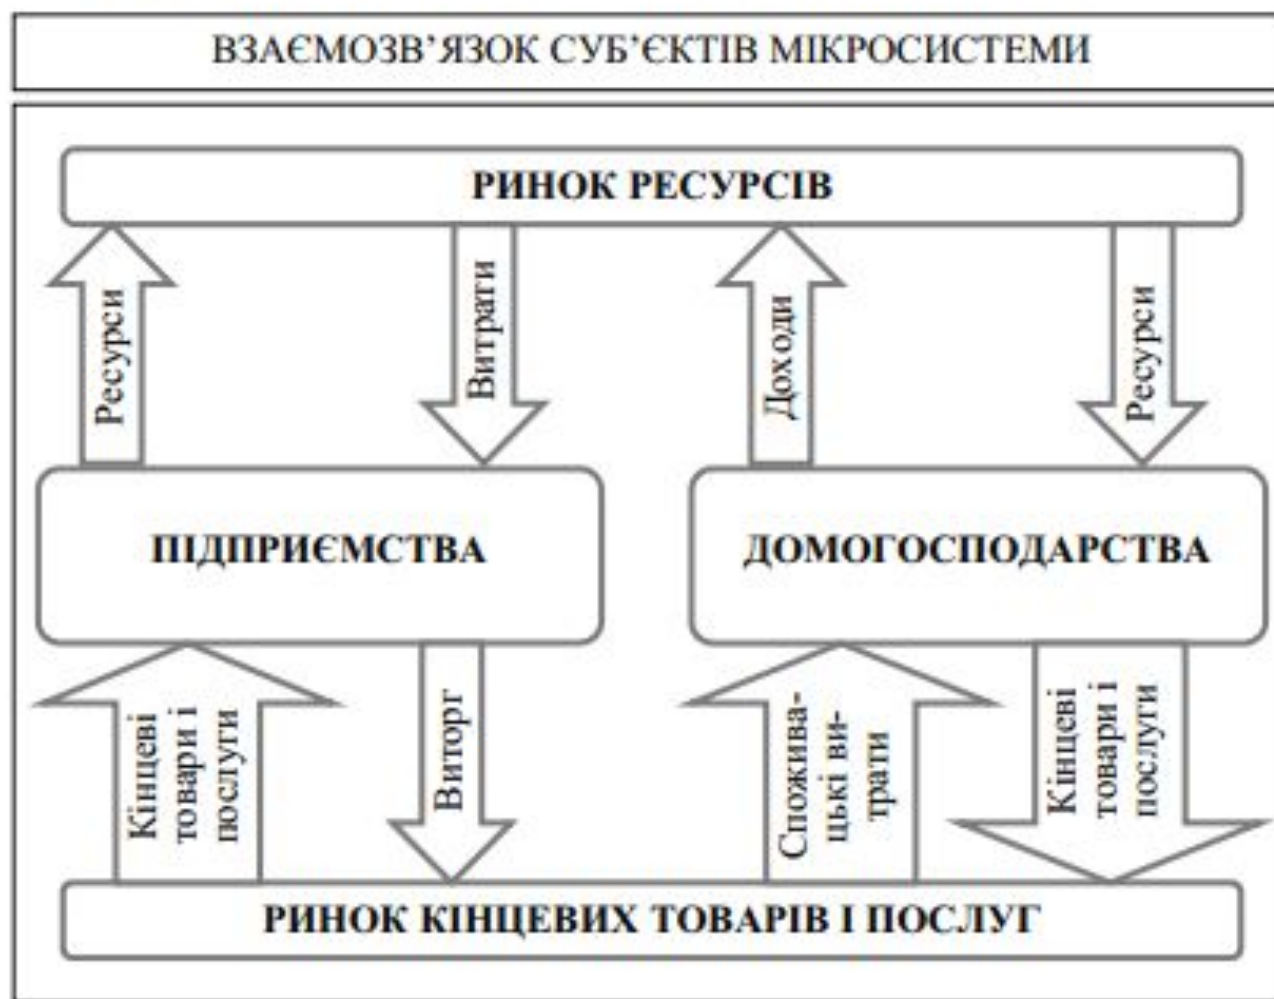 ВЗАЄМОЗВ’ЯЗОК СУБ’ЄКТІВ МІКРОСИСТЕМИ
РИНОК РЕСУРСІВ
Ресурси
Витрати
Доходи
Ресурси
ПІДПРИЄМСТВА
ДОМОГОСПОДАРСТВА
Кінцеві
товари і
послуги
Виторг
Спожива-
цькі ви-
трати
Кінцеві
товари і
послуги
РИНОК КІНЦЕВИХ ТОВАРІВ І ПОСЛУГ